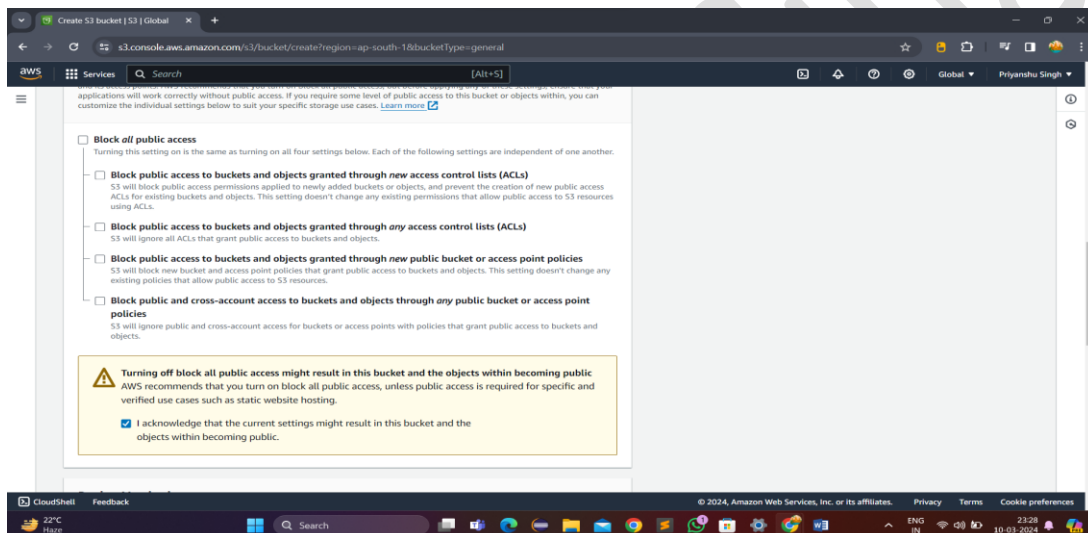 Create S3 bucket | S3 | Global
s3.console.aws.amazon.com/s3/bucket/create?region=ap-south-1&bucketType=general
aws
Services
Search
[Alt+S]
Global
Priyanshu Singh
applications will work correctly without public access. If you require some level of public access to this bucket or objects within, you can
customize the individual settings below to suit your specific storage use cases. Learn more
Block all public access
Turning this setting on is the same as turning on all four settings below. Each of the following settings are independent of one another.
Block public access to buckets and objects granted through new access control lists (ACLs)
S3 will block public access permissions applied to newly added buckets or objects, and prevent the creation of new public access
ACLs for existing buckets and objects. This setting doesn't change any existing permissions that allow public access to S3 resources
using ACLs.
Block public access to buckets and objects granted through any access control lists (ACLs)
S3 will ignore all ACLs that grant public access to buckets and objects.
Block public access to buckets and objects granted through new public bucket or access point policies
S3 will block new bucket and access point policies that grant public access to buckets and objects. This setting doesn't change any
existing policies that allow public access to S3 resources.
Block public and cross-account access to buckets and objects through any public bucket or access point
policies
S3 will ignore public and cross-account access for buckets or access points with policies that grant public access to buckets and
objects.
Turning off block all public access might result in this bucket and the objects within becoming public
AWS recommends that you turn on block all public access, unless public access is required for specific and
verified use cases such as static website hosting.
I acknowledge that the current settings might result in this bucket and the
objects within becoming public.
CloudShell
Feedback
© 2024, Amazon Web Services, Inc. or its affiliates.
Privacy
Terms
Cookie preferences
22°C
Haze
Search
ENG
IN
23:28
10-03-2024